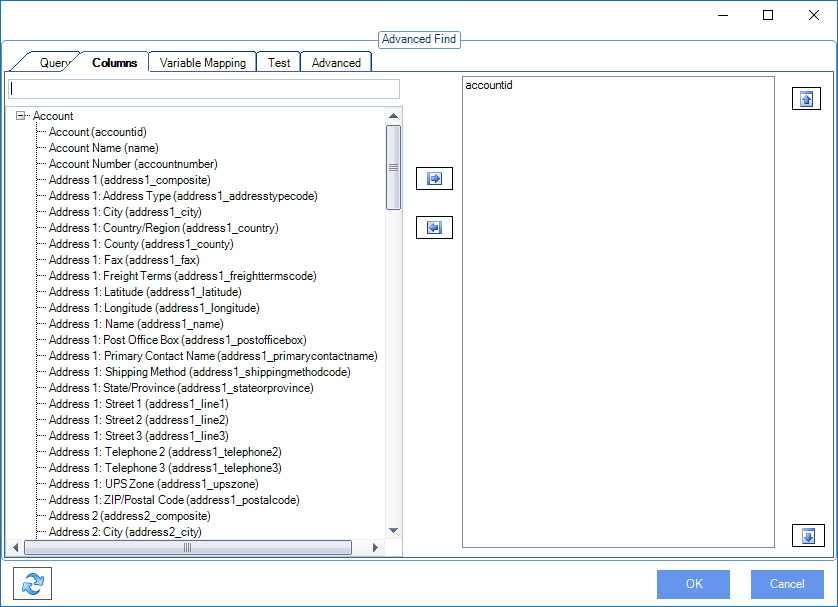 Advanced Find
Query
Columns
Variable Mapping
Test
Advanced
Account
Account (accountid)
Account Name (name)
Account Number (accountnumber)
Address 1 (address1_composite)
Address 1: Address Type (address1_addresstypecode)
Address 1: City (address1_city)
Address 1: Country/Region (address1_country)
Address 1: County (address1_county)
Address 1: Fax (address1_fax)
Address 1: Freight Terms (address1_freighttermscode)
Address 1: Latitude (address1_latitude)
Address 1: Longitude (address1_longitude)
Address 1: Name (address1_name)
Address 1: Post Office Box (address1_postofficebox)
Address 1: Primary Contact Name (address1_primarycontactname)
Address 1: Shipping Method (address1_shippingmethodcode)
Address 1: State/Province (address1_stateorprovince)
Address 1: Street 1 (address1_line1)
Address 1: Street 2 (address1_line2)
Address 1: Street 3 (address1_line3)
Address 1: Telephone 2 (address1_telephone2)
Address 1: Telephone 3 (address1_telephone3)
Address 1: UPS Zone (address1_upszone)
Address 1: ZIP/Postal Code (address1_postalcode)
Address 2 (address2_composite)
Address 2: City (address2_city)
accountid
OK
Cancel